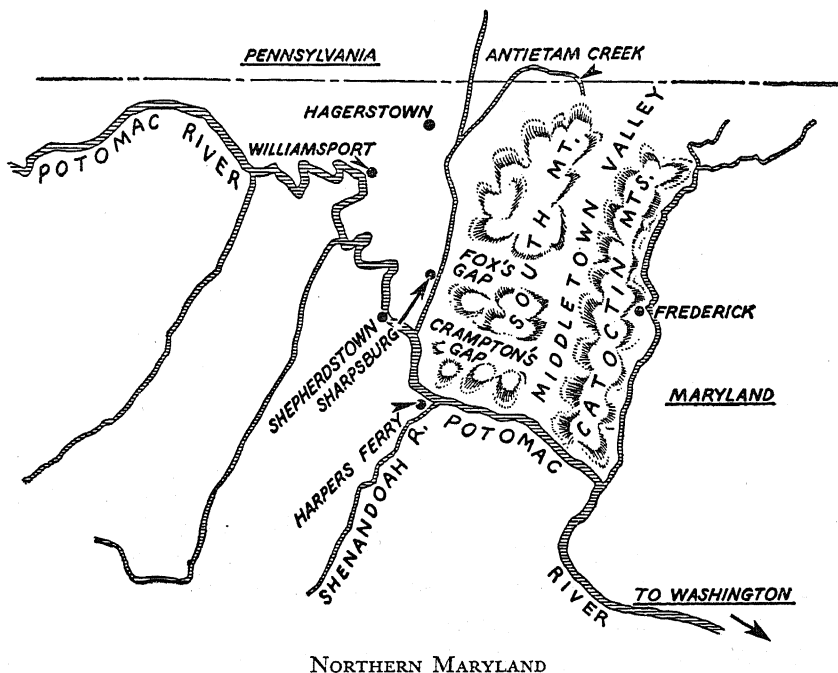 PENNSYLVANIA
ANTIETAM CREEK
HAGERSTOWN
POTOMAC RIVER
WILLIAMSPORT
SOUTH MT.
MIDDLETOWN VALLEY
CATOCTIN MTS.
FOX'S
GAP
FREDERICK
SHEPHERDSTOWN
SHARPSBURG
CRAMPTON'S
GAP
MARYLAND
HARPERS FERRY
SHENANDOAH R.
POTOMAC
RIVER
TO WASHINGTON
NORTHERN MARYLAND